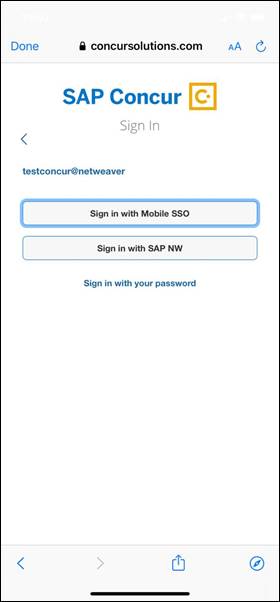 Done
concursolutions.com
AA
SAP Concur C
Sign In
testconcur@netweaver
Sign in with Mobile SSO
Sign in with SAP NW
Sign in with your password